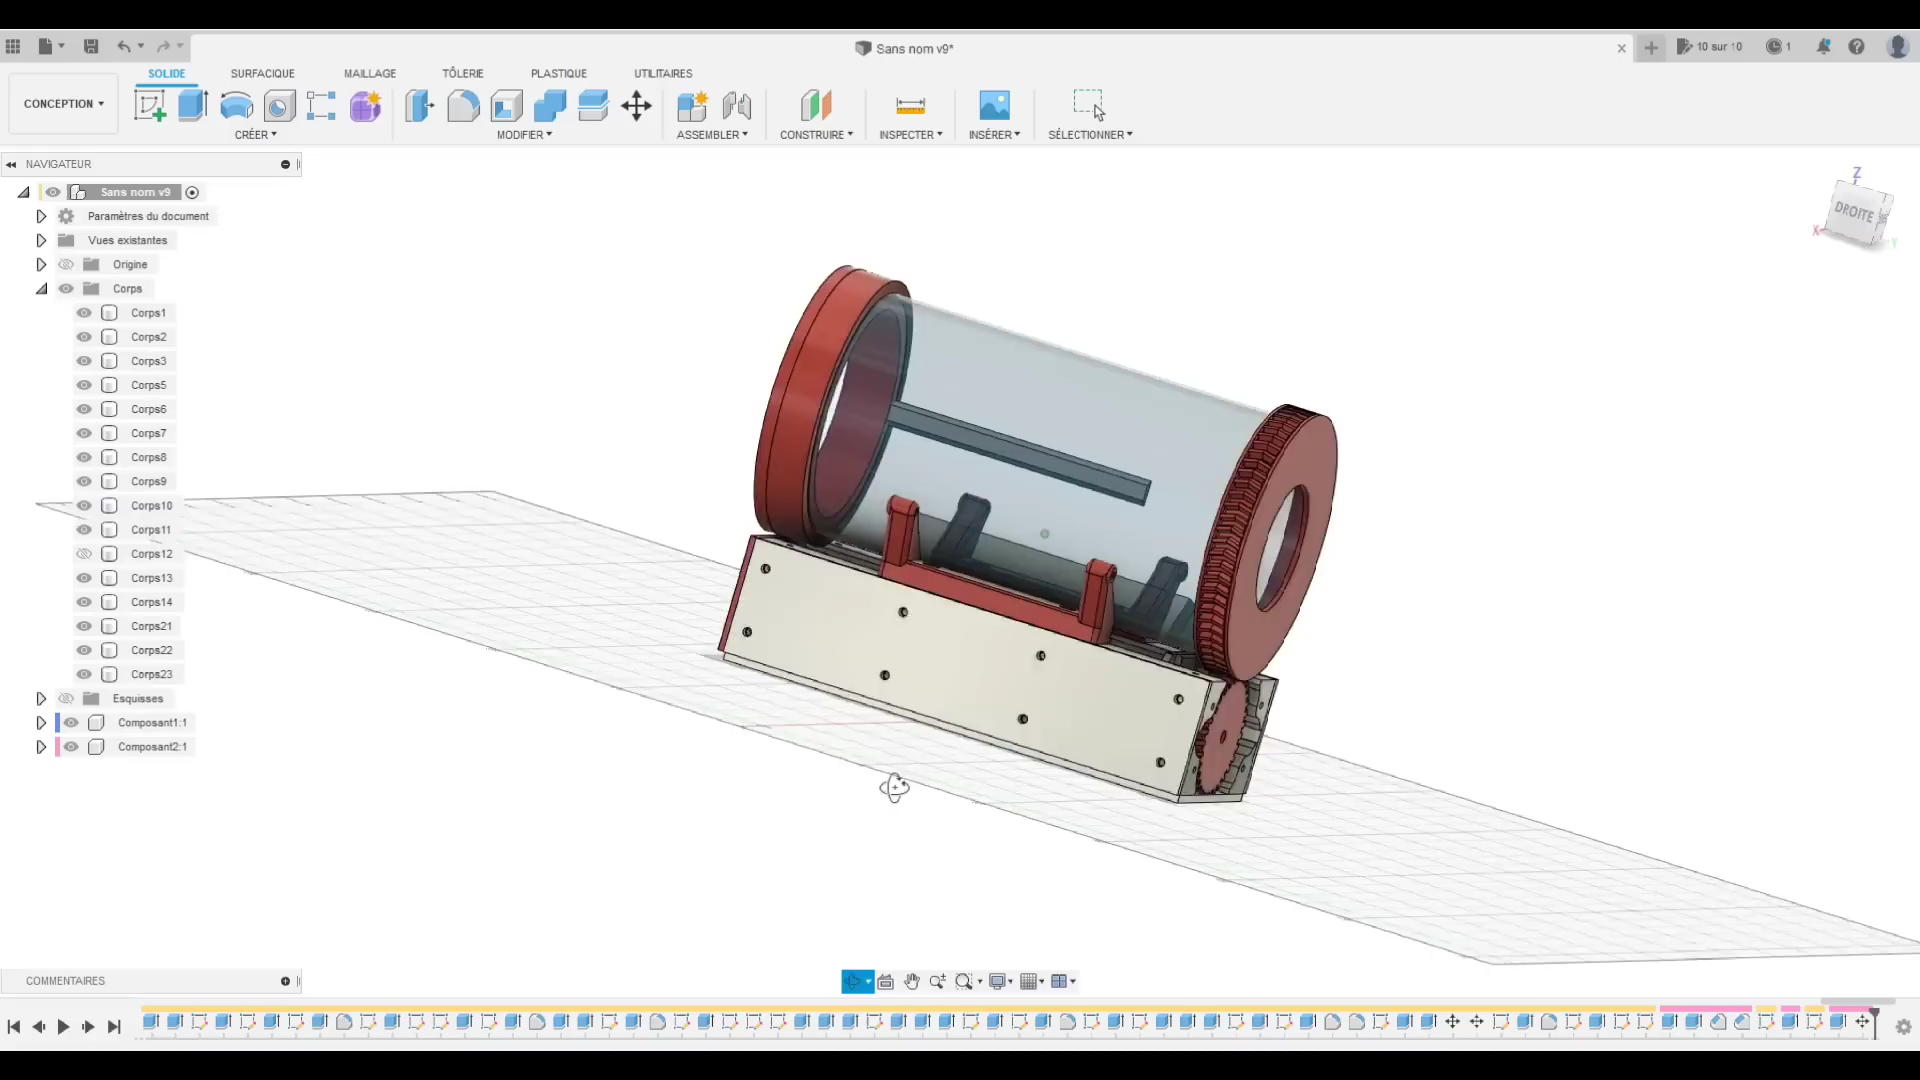 Sans nom v9*
10 sur 10
1
SOLIDE
SURFACIQUE
MAILLAGE
TÔLERIE
PLASTIQUE
UTILITAIRES
CONCEPTION
CRÉER
MODIFIER
ASSEMBLER
CONSTRUIRE
INSPECTER
INSÉRER
SÉLECTIONNER
NAVIGATEUR
Sans nom v9
Paramètres du document
Vues existantes
Origine
Corps
Corps1
Corps2
Corps3
Corps5
Corps6
Corps7
Corps8
Corps9
Corps10
Corps11
Corps12
Corps13
Corps14
Corps21
Corps22
Corps23
Esquisses
Composant1:1
Composant2:1
Z
DROITE
X
Y
COMMENTAIRES